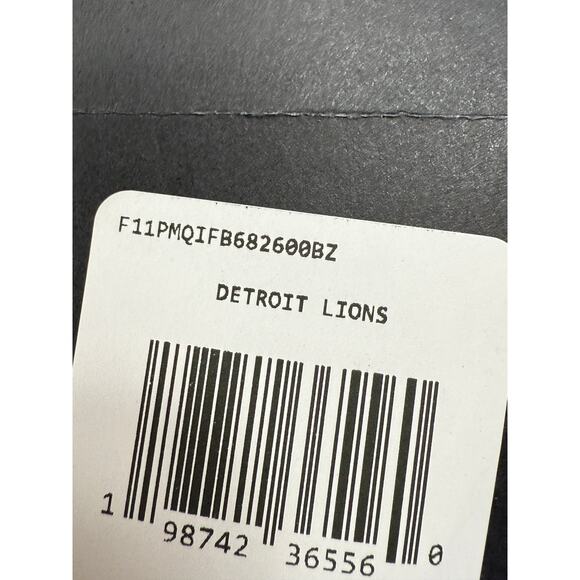 F11PMQIFB682600BZ
DETROIT LIONS
1 98742 36556 0